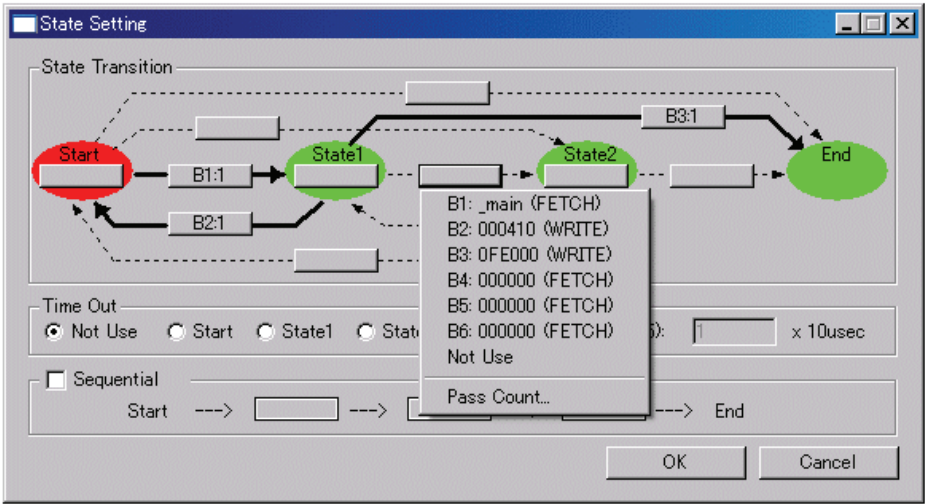 State Setting
State Transition
B3:1
Start
State1
State2
End
B1:1
B2:1
B1: _main (FETCH)
B2: 000410 (WRITE)
B3: 0FE000 (WRITE)
B4: 000000 (FETCH)
B5: 000000 (FETCH)
B6: 000000 (FETCH)
Not Use
Pass Count...
Time Out
Not Use Start State1 1 x 10usec
Sequential
Start ---> ---> ---> End
OK Cancel